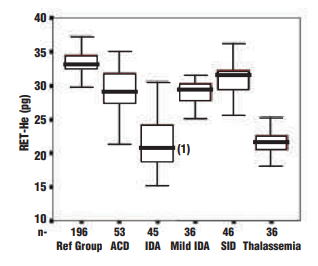 40
35
30
25
20
15
10
RET-He (pg)
(1)
n- 196 53 45 36 46 36
Ref Group ACD IDA Mild IDA SID Thalassemia